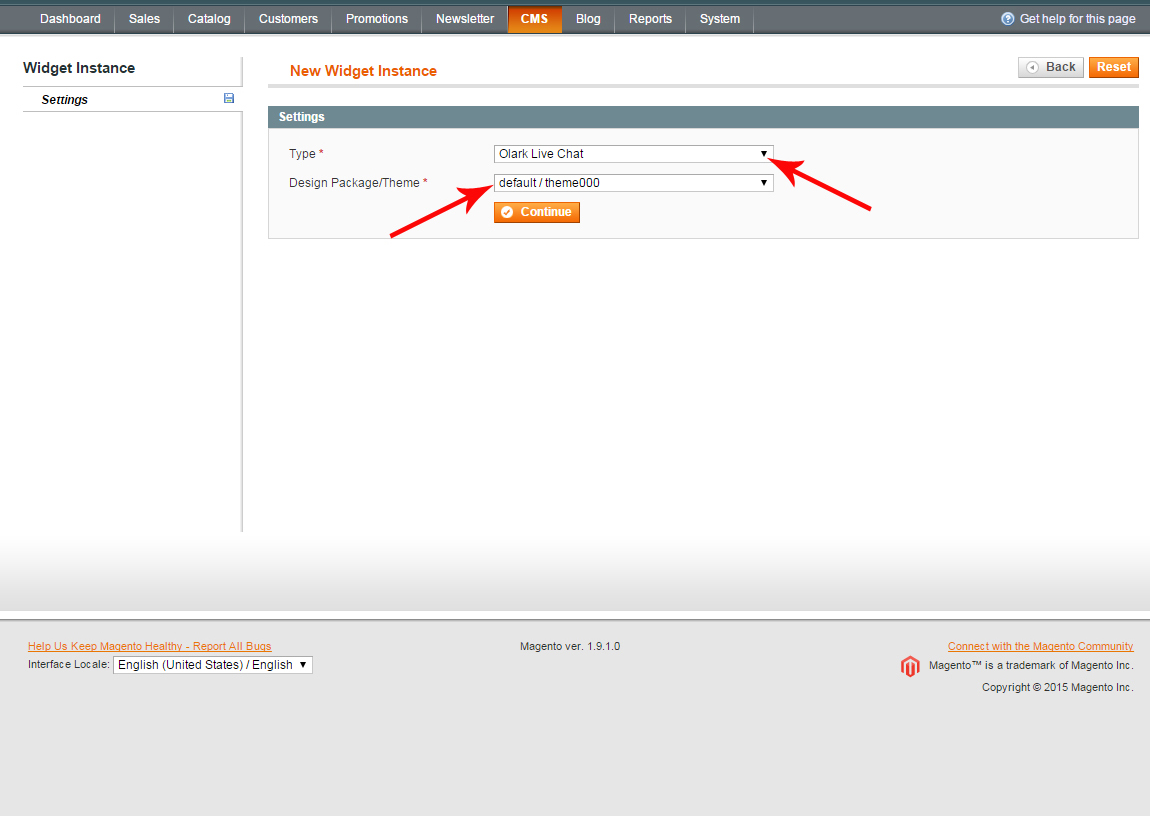 Dashboard Sales Catalog Customers Promotions Newsletter CMS Blog Reports System Get help for this page
Widget Instance
Settings
New Widget Instance
Back Reset
Settings
Type * Olark Live Chat
Design Package/Theme * default / theme000
Continue
Help Us Keep Magento Healthy - Report All Bugs
Interface Locale: English (United States) / English
Magento ver. 1.9.1.0
Connect with the Magento Community
Magento™ is a trademark of Magento Inc.
Copyright © 2015 Magento Inc.